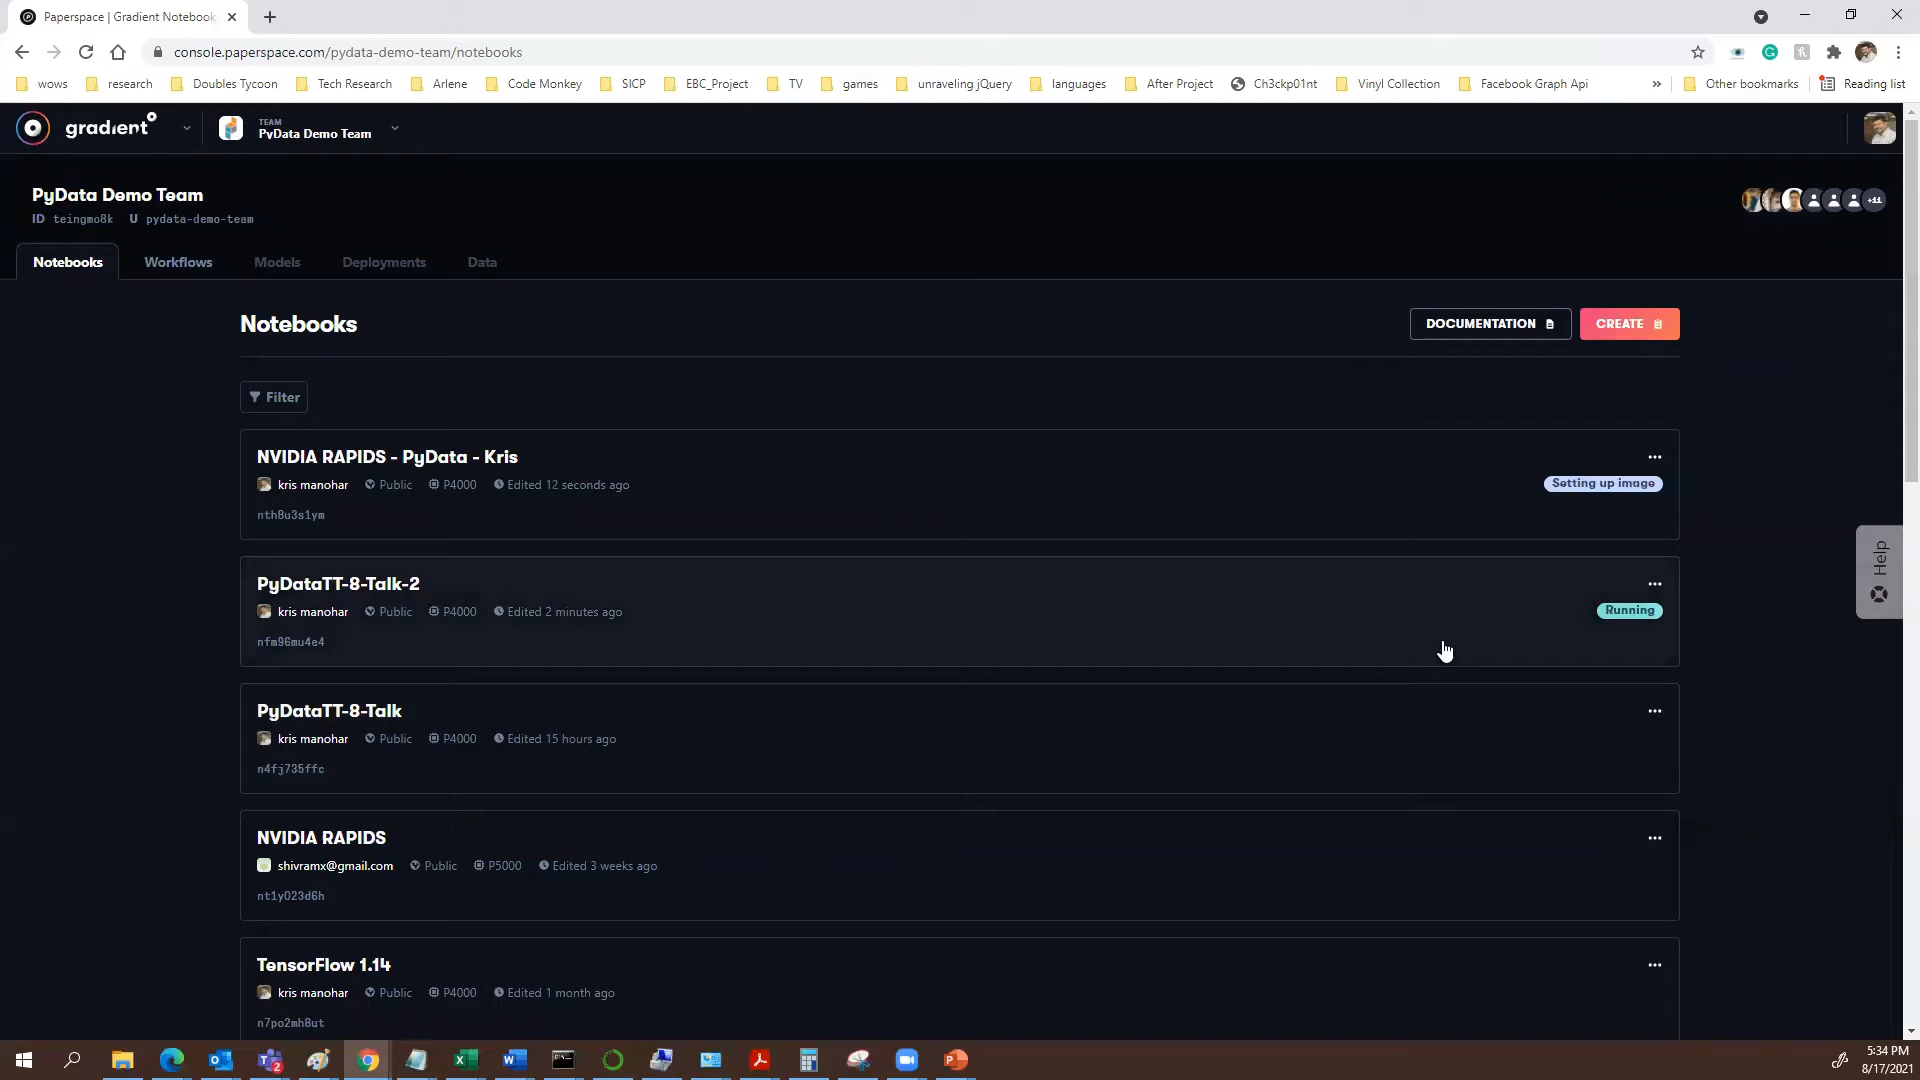 Paperspace | Gradient Notebook
console.paperspace.com/pydata-demo-team/notebooks
wows research Doubles Tycoon Tech Research Arlene Code Monkey SICP EBC_Project TV games unraveling jQuery languages After Project Ch3ckp01nt Vinyl Collection Facebook Graph Api » Other bookmarks Reading list
gradient
TEAM
PyData Demo Team
PyData Demo Team
ID teingmo8k U pydata-demo-team
+11
Notebooks Workflows Models Deployments Data
Notebooks
DOCUMENTATION CREATE
Filter
NVIDIA RAPIDS - PyData - Kris
kris manohar Public P4000 Edited 12 seconds ago
Setting up image
nth8u3s1ym
PyDataTT-8-Talk-2
kris manohar Public P4000 Edited 2 minutes ago
Running
nfm96mu4e4
PyDataTT-8-Talk
kris manohar Public P4000 Edited 15 hours ago
n4fj735ffc
NVIDIA RAPIDS
shivramx@gmail.com Public P5000 Edited 3 weeks ago
nt1y023d6h
TensorFlow 1.14
kris manohar Public P4000 Edited 1 month ago
n7po2mh8ut
Help
5:34 PM
8/17/2021